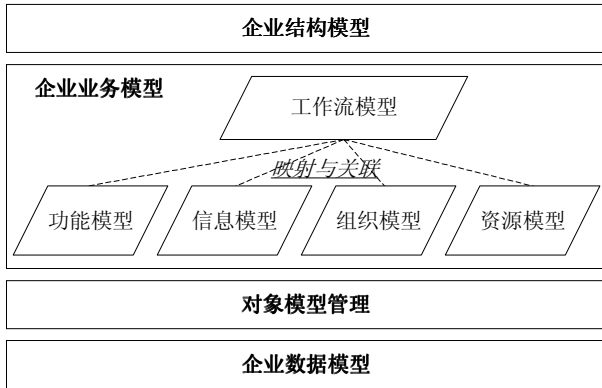 企业结构模型
企业业务模型
工作流模型
映射与关联
功能模型
信息模型
组织模型
资源模型
对象模型管理
企业数据模型